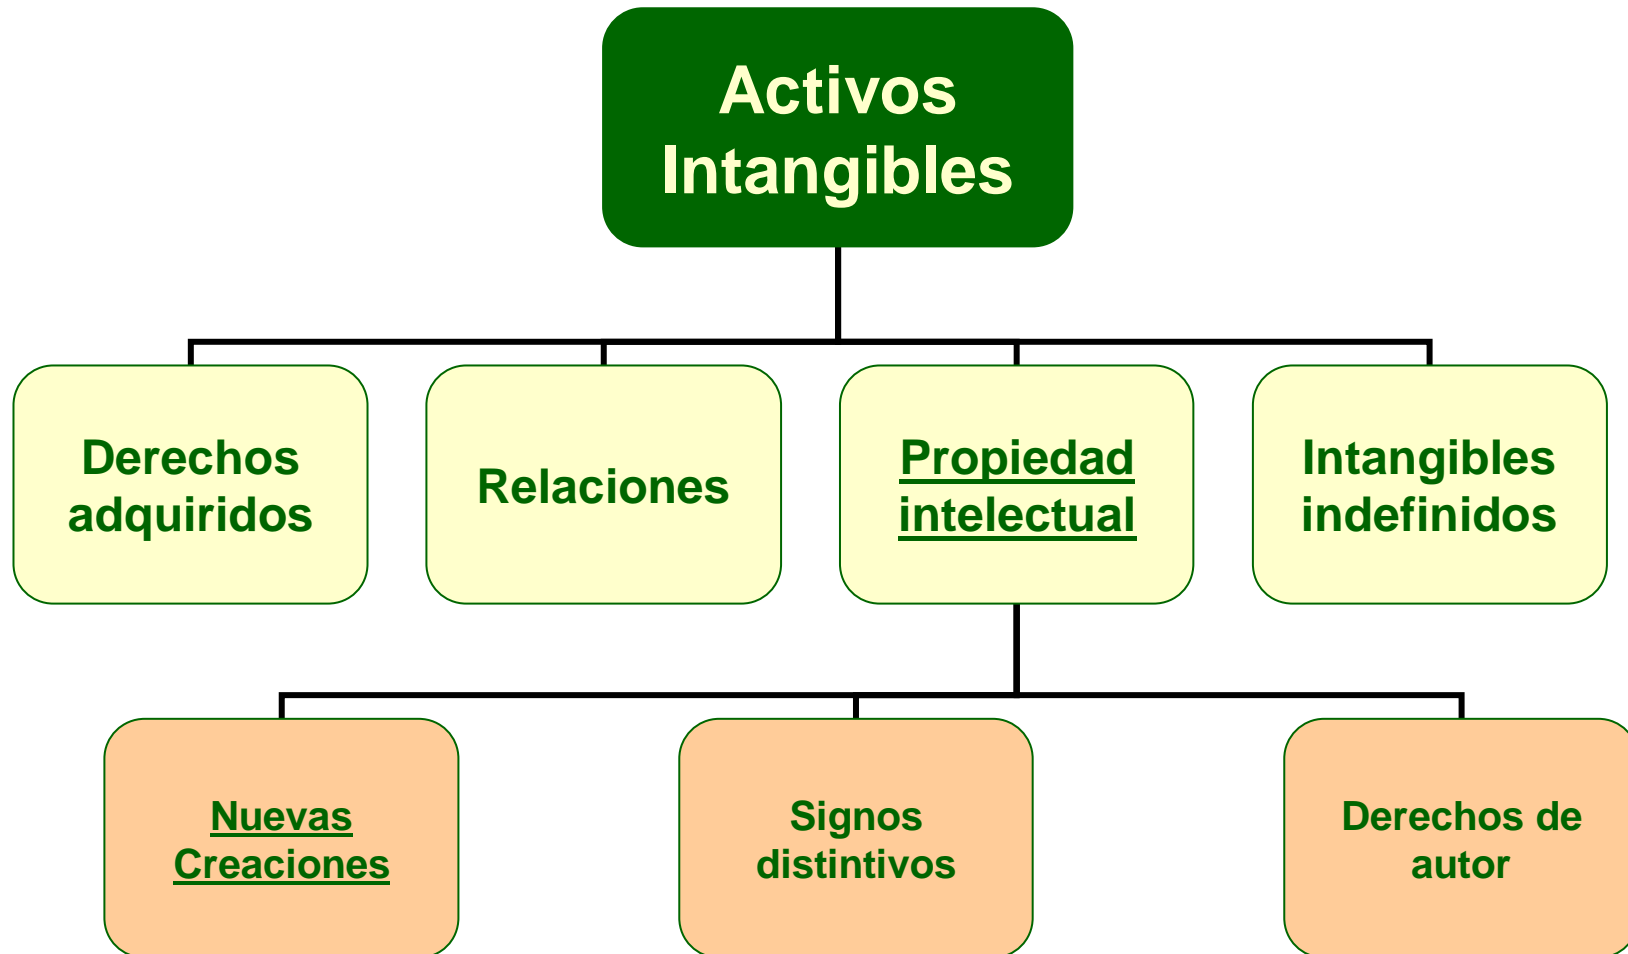 Activos
Intangibles
Derechos
adquiridos
Relaciones
Propiedad
intelectual
Intangibles
indefinidos
Nuevas
Creaciones
Signos
distintivos
Derechos de
autor